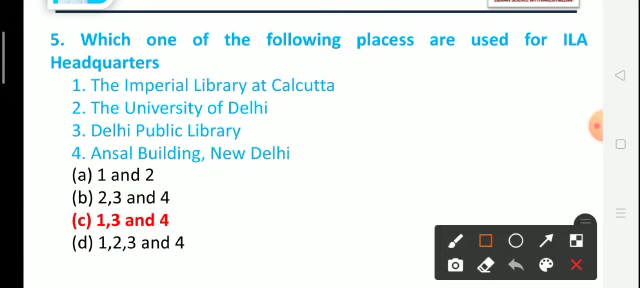 5. Which one of the following placess are used for ILA
Headquarters
1. The Imperial Library at Calcutta
2. The University of Delhi
3. Delhi Public Library
4. Ansal Building, New Delhi
(a) 1 and 2
(b) 2,3 and 4
(c) 1,3 and 4
(d) 1,2,3 and 4